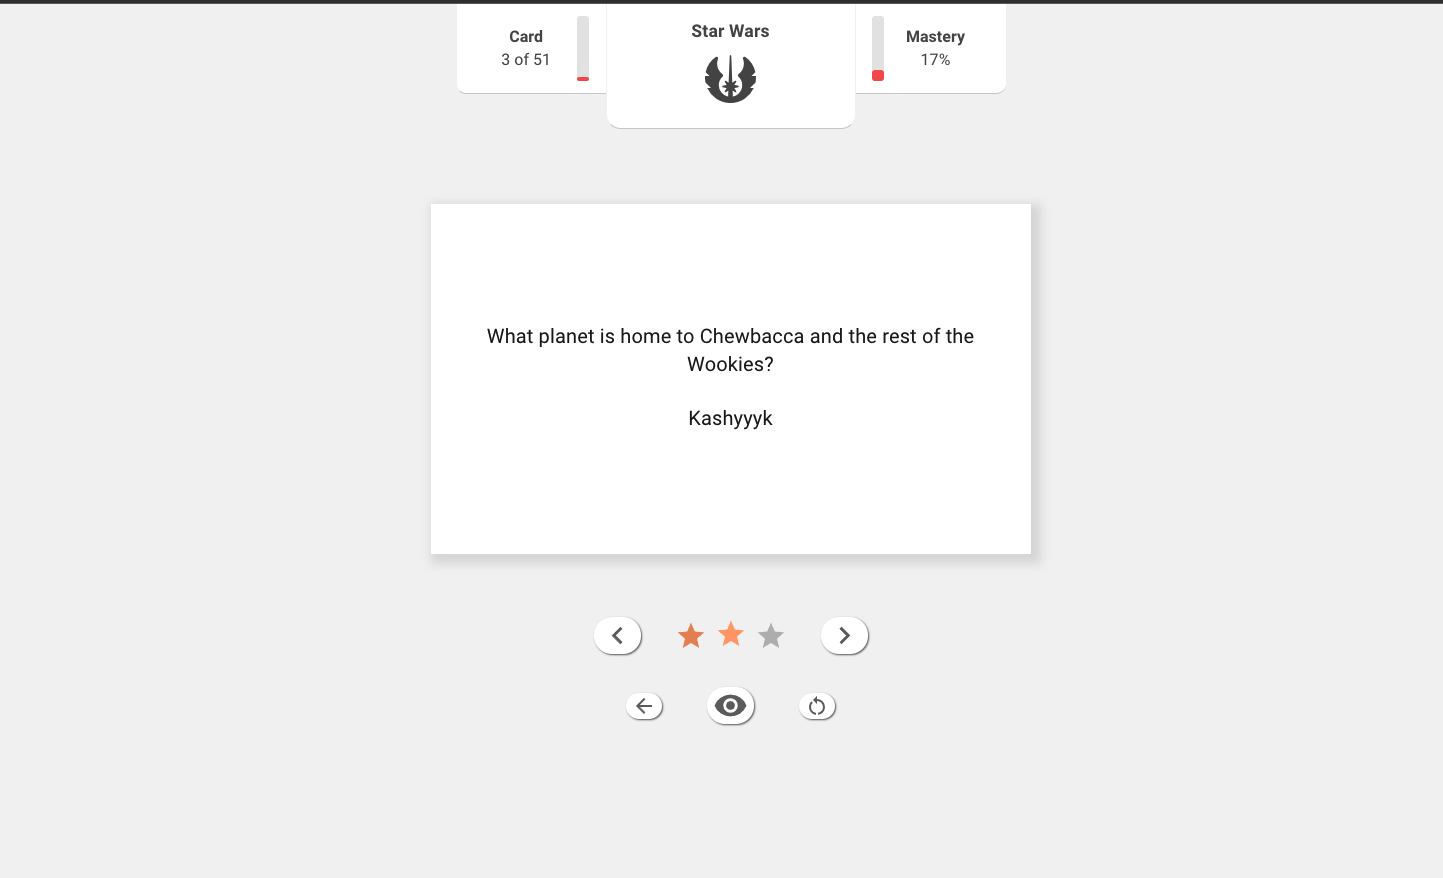 Card
3 of 51
Star Wars
Mastery
17%
What planet is home to Chewbacca and the rest of the
Wookies?
Kashyyyk